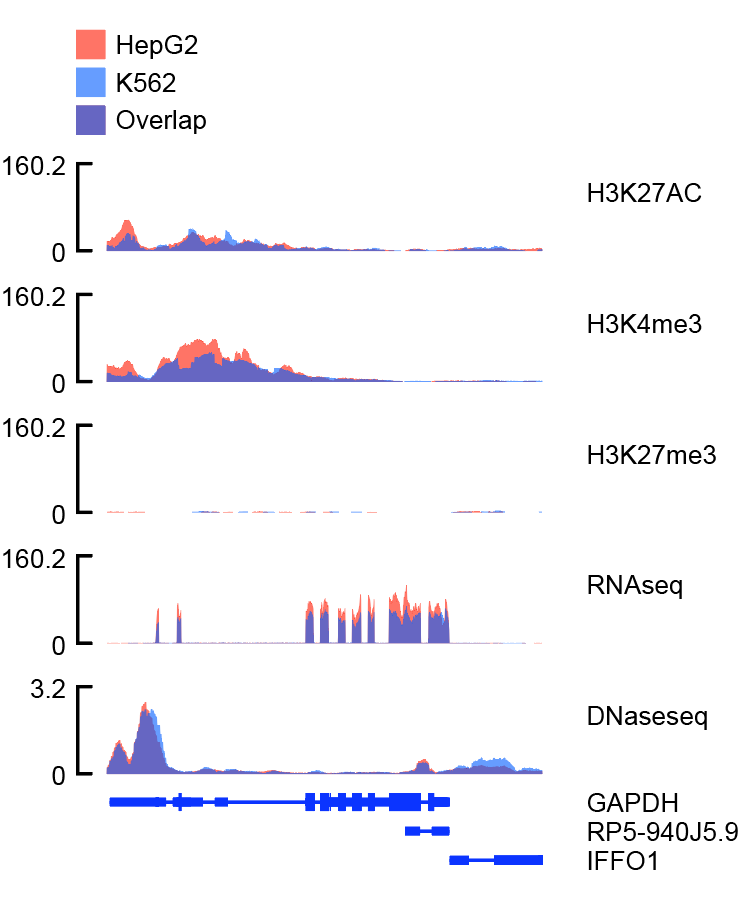 HepG2
K562
Overlap
160.2
H3K27AC
0
160.2
H3K4me3
0
160.2
H3K27me3
0
160.2
RNAseq
0
3.2
DNaseseq
0
GAPDH
RP5-940J5.9
IFFO1